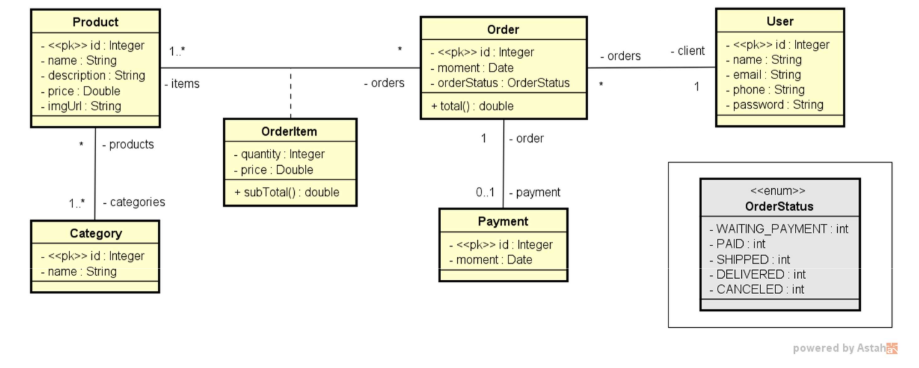 Product
- <<pk>> id : Integer
- name : String
- description : String
- price : Double
- imgUrl : String
1..*
- items
*
- orders
Order
- <<pk>> id : Integer
- moment : Date
- orderStatus : OrderStatus
+ total() : double
- orders
*
- client
1
User
- <<pk>> id : Integer
- name : String
- email : String
- phone : String
- password : String
OrderItem
- quantity : Integer
- price : Double
+ subTotal() : double
* - products
1..* - categories
Category
- <<pk>> id : Integer
- name : String
1 - order
0..1 - payment
Payment
- <<pk>> id : Integer
- moment : Date
<<enum>>
OrderStatus
- WAITING_PAYMENT : int
- PAID : int
- SHIPPED : int
- DELIVERED : int
- CANCELED : int
powered by Astah